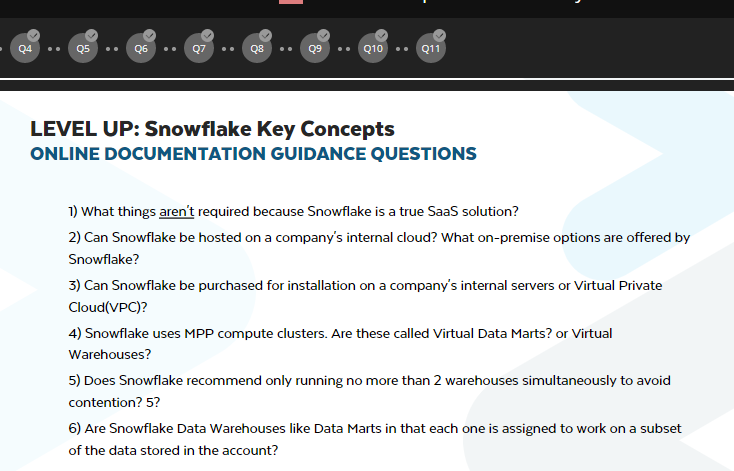 Q4 Q5 Q6 Q7 Q8 Q9 Q10 Q11
LEVEL UP: Snowflake Key Concepts
ONLINE DOCUMENTATION GUIDANCE QUESTIONS
1) What things aren't required because Snowflake is a true SaaS solution?
2) Can Snowflake be hosted on a company's internal cloud? What on-premise options are offered by
Snowflake?
3) Can Snowflake be purchased for installation on a company's internal servers or Virtual Private
Cloud(VPC)?
4) Snowflake uses MPP compute clusters. Are these called Virtual Data Marts? or Virtual
Warehouses?
5) Does Snowflake recommend only running no more than 2 warehouses simultaneously to avoid
contention? 5?
6) Are Snowflake Data Warehouses like Data Marts in that each one is assigned to work on a subset
of the data stored in the account?